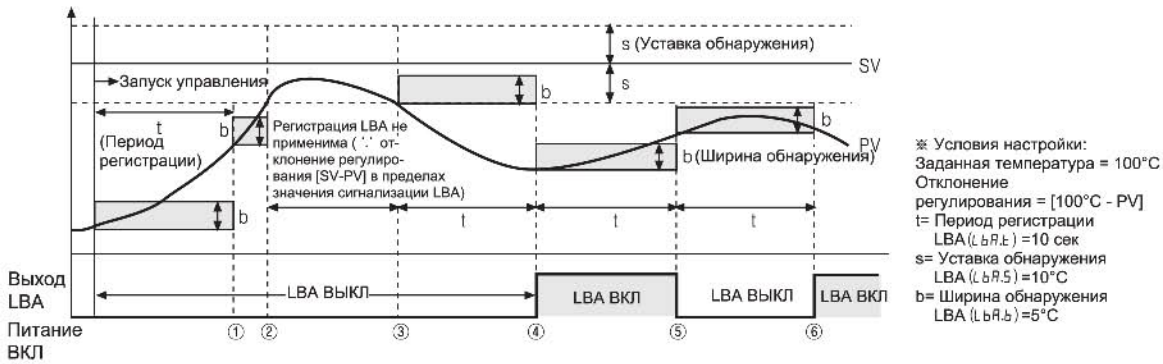 s (Уставка обнаружения)
SV
Запуск управления
s
b
t
b
(Период
регистрации)
Регистрация LBA не
применима ( ∵ от-
клонение регулиро-
вания [SV-PV] в пределах
значения сигнализации LBA)
b
b (Ширина обнаружения)
PV
b
t
t
t
※ Условия настройки:
Заданная температура = 100°C
Отклонение
регулирования = [100°C - PV]
t= Период регистрации
LBA (LbA.t) =10 сек
s= Уставка обнаружения
LBA (LbA.S) =10°C
b= Ширина обнаружения
LBA (LbA.b) =5°C
Выход
LBA
LBA ВЫКЛ
LBA ВКЛ
LBA ВЫКЛ
LBA ВКЛ
Питание
ВКЛ
① ② ③ ④ ⑤ ⑥